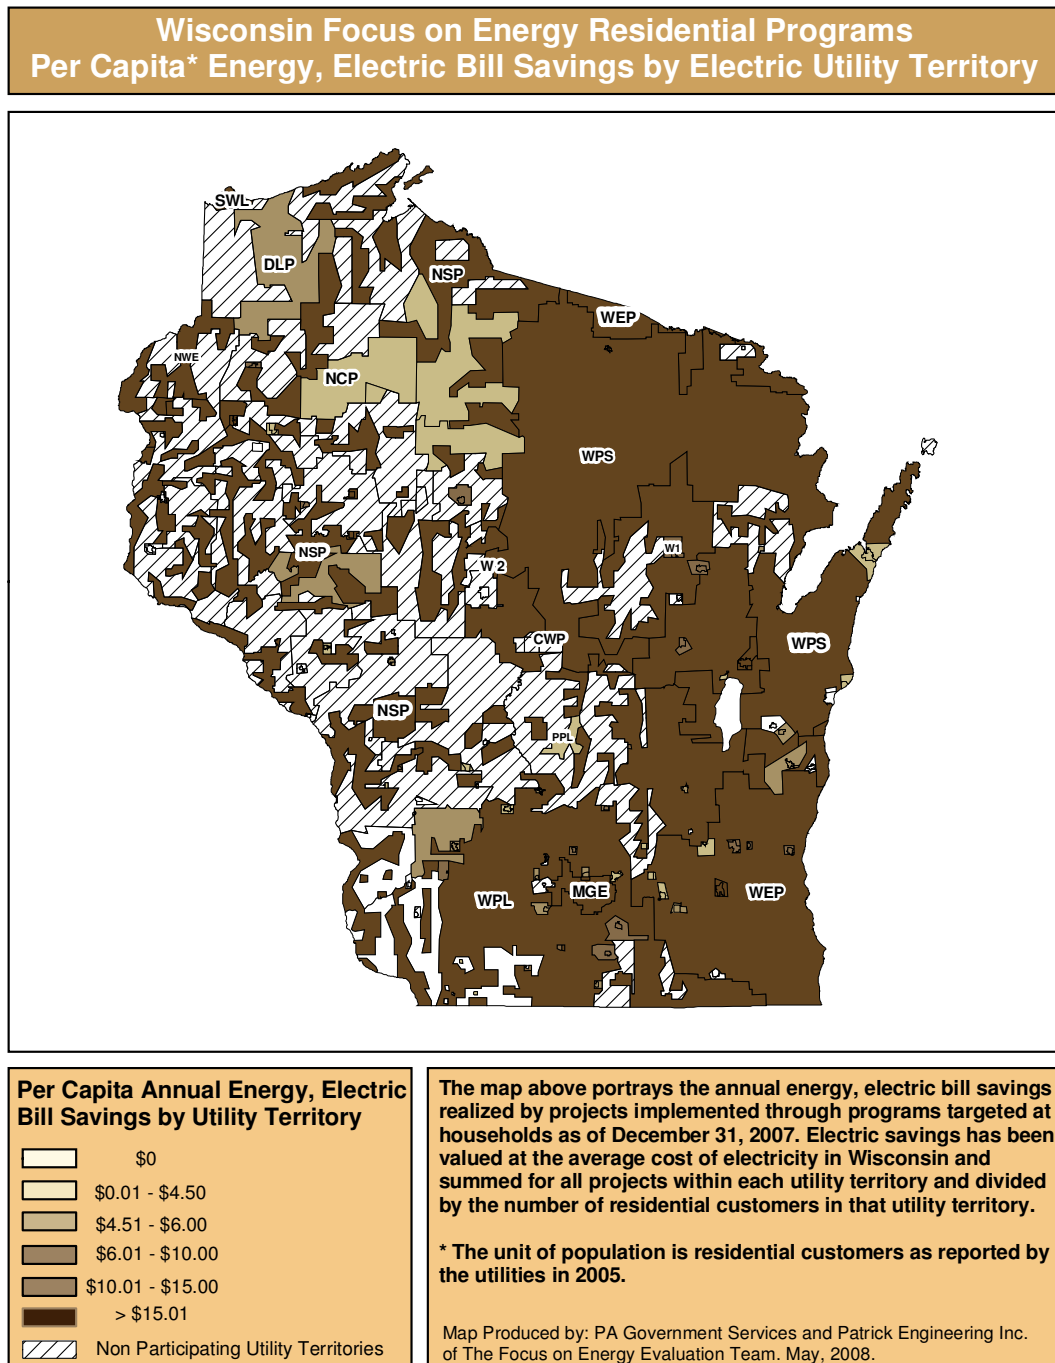 Wisconsin Focus on Energy Residential Programs
Per Capita* Energy, Electric Bill Savings by Electric Utility Territory
SWL
DLP
NSP
WEP
NWE
NCP
WPS
NSP
W1
W 2
CWP
WPS
NSP
PPL
WPL
MGE
WEP
Per Capita Annual Energy, Electric
Bill Savings by Utility Territory
$0
$0.01 - $4.50
$4.51 - $6.00
$6.01 - $10.00
$10.01 - $15.00
> $15.01
Non Participating Utility Territories
The map above portrays the annual energy, electric bill savings
realized by projects implemented through programs targeted at
households as of December 31, 2007. Electric savings has been
valued at the average cost of electricity in Wisconsin and
summed for all projects within each utility territory and divided
by the number of residential customers in that utility territory.
* The unit of population is residential customers as reported by
the utilities in 2005.
Map Produced by: PA Government Services and Patrick Engineering Inc.
of The Focus on Energy Evaluation Team. May, 2008.